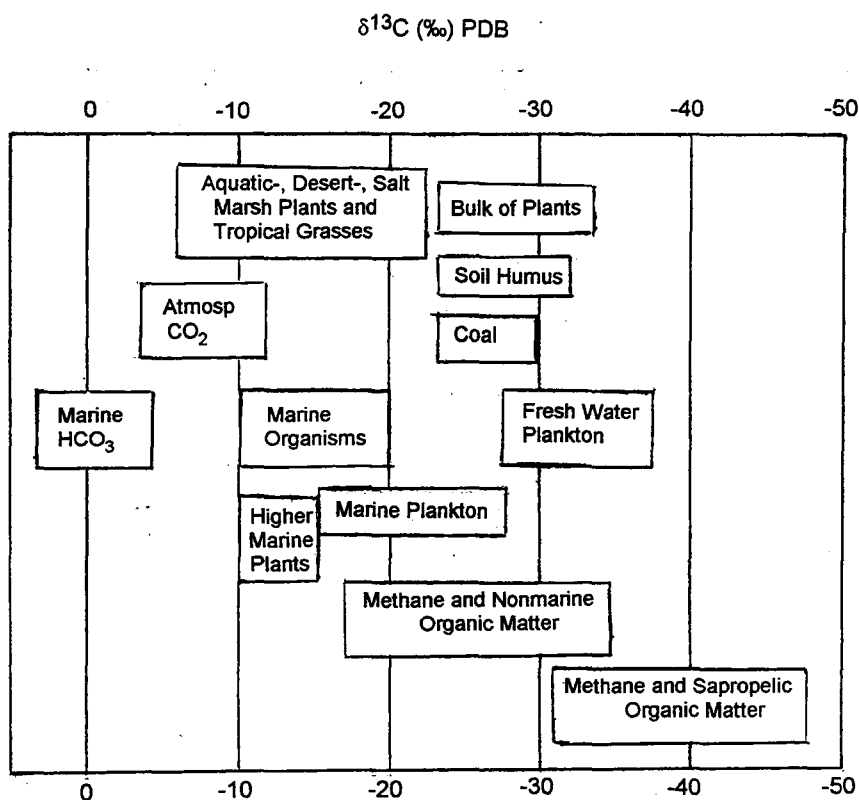 δ13C (‰) PDB
0 -10 -20 -30 -40 -50
Aquatic-, Desert-, Salt
Marsh Plants and
Tropical Grasses
Bulk of Plants
Soil Humus
Atmosp
CO2
Coal
Marine
HCO3
Marine
Organisms
Fresh Water
Plankton
Higher
Marine
Plants
Marine Plankton
Methane and Nonmarine
Organic Matter
Methane and Sapropelic
Organic Matter
0 -10 -20 -30 -40 -50